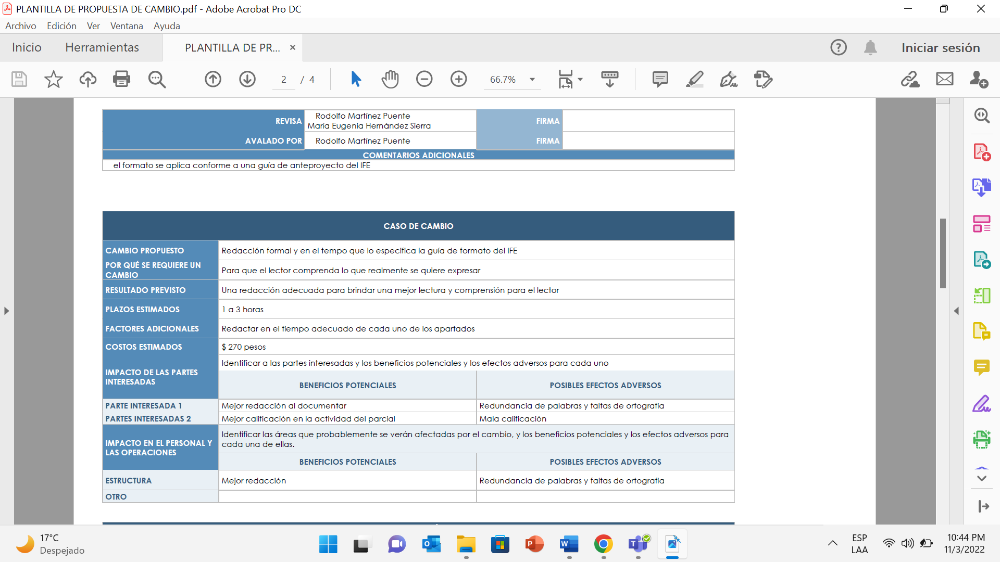 PLANTILLA DE PROPUESTA DE CAMBIO.pdf - Adobe Acrobat Pro DC
Archivo Edición Ver Ventana Ayuda
Inicio Herramientas PLANTILLA DE PR... × Iniciar sesión
2 / 4 66.7%
REVISA Rodolfo Martínez Puente FIRMA
María Eugenia Hernández Sierra
AVALADO POR Rodolfo Martínez Puente FIRMA
COMENTARIOS ADICIONALES
el formato se aplica conforme a una guía de anteproyecto del IFE
CASO DE CAMBIO
CAMBIO PROPUESTO Redacción formal y en el tempo que lo especifica la guía de formato del IFE
POR QUÉ SE REQUIERE UN
CAMBIO
Para que el lector comprenda lo que realmente se quiere expresar
RESULTADO PREVISTO Una redacción adecuada para brindar una mejor lectura y comprensión para el lector
PLAZOS ESTIMADOS 1 a 3 horas
FACTORES ADICIONALES Redactar en el tiempo adecuado de cada uno de los apartados
COSTOS ESTIMADOS $ 270 pesos
IMPACTO DE LAS PARTES
INTERESADAS
Identificar a las partes interesadas y los beneficios potenciales y los efectos adversos para cada uno
BENEFICIOS POTENCIALES POSIBLES EFECTOS ADVERSOS
PARTE INTERESADA 1 Mejor redacción al documentar Redundancia de palabras y faltas de ortografia
PARTES INTERESADAS 2 Mejor calificación en la actividad del parcial Mala calificación
IMPACTO EN EL PERSONAL Y
LAS OPERACIONES
Identificar las áreas que probablemente se verán afectadas por el cambio, y los beneficios potenciales y los efectos adversos para
cada una de ellas.
BENEFICIOS POTENCIALES POSIBLES EFECTOS ADVERSOS
ESTRUCTURA Mejor redacción Redundancia de palabras y faltas de ortografia
OTRO
17°C
Despejado
ESP
LAA
10:44 PM
11/3/2022